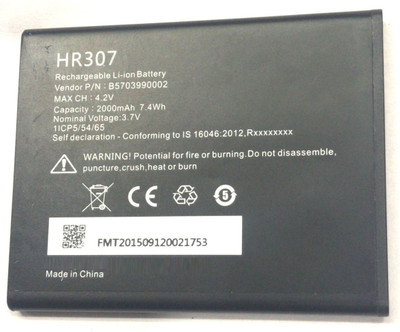 HR307
Rechargeable Li-ion Battery
Vendor P/N : B5703990002
MAX CH : 4.2V
Capacity : 2000mAh 7.4Wh
Nominal Voltage:3.7V
1ICP5/54/65
Self declaration - Conforming to IS 16046:2012,Rxxxxxxxx
WARNING! Potential for fire or burning.Do not disassemble,
puncture,crush,heat or burn
CE
5
FMT201509120021753
Made in China